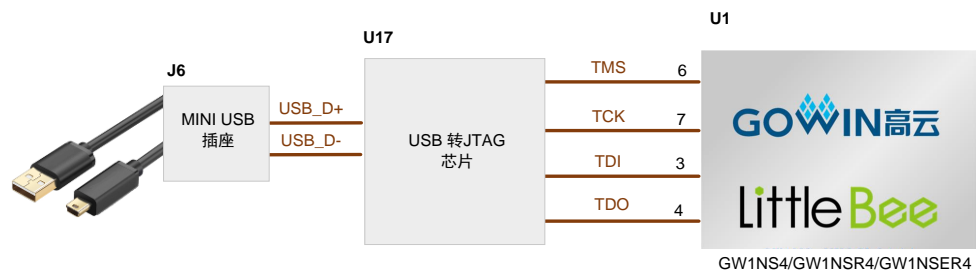 U1
U17
J6
MINI USB
插座
USB_D+
USB_D-
USB 转JTAG
芯片
TMS 6
TCK 7
TDI 3
TDO 4
GOWIN高云
LittleBee
GW1NS4/GW1NSR4/GW1NSER4